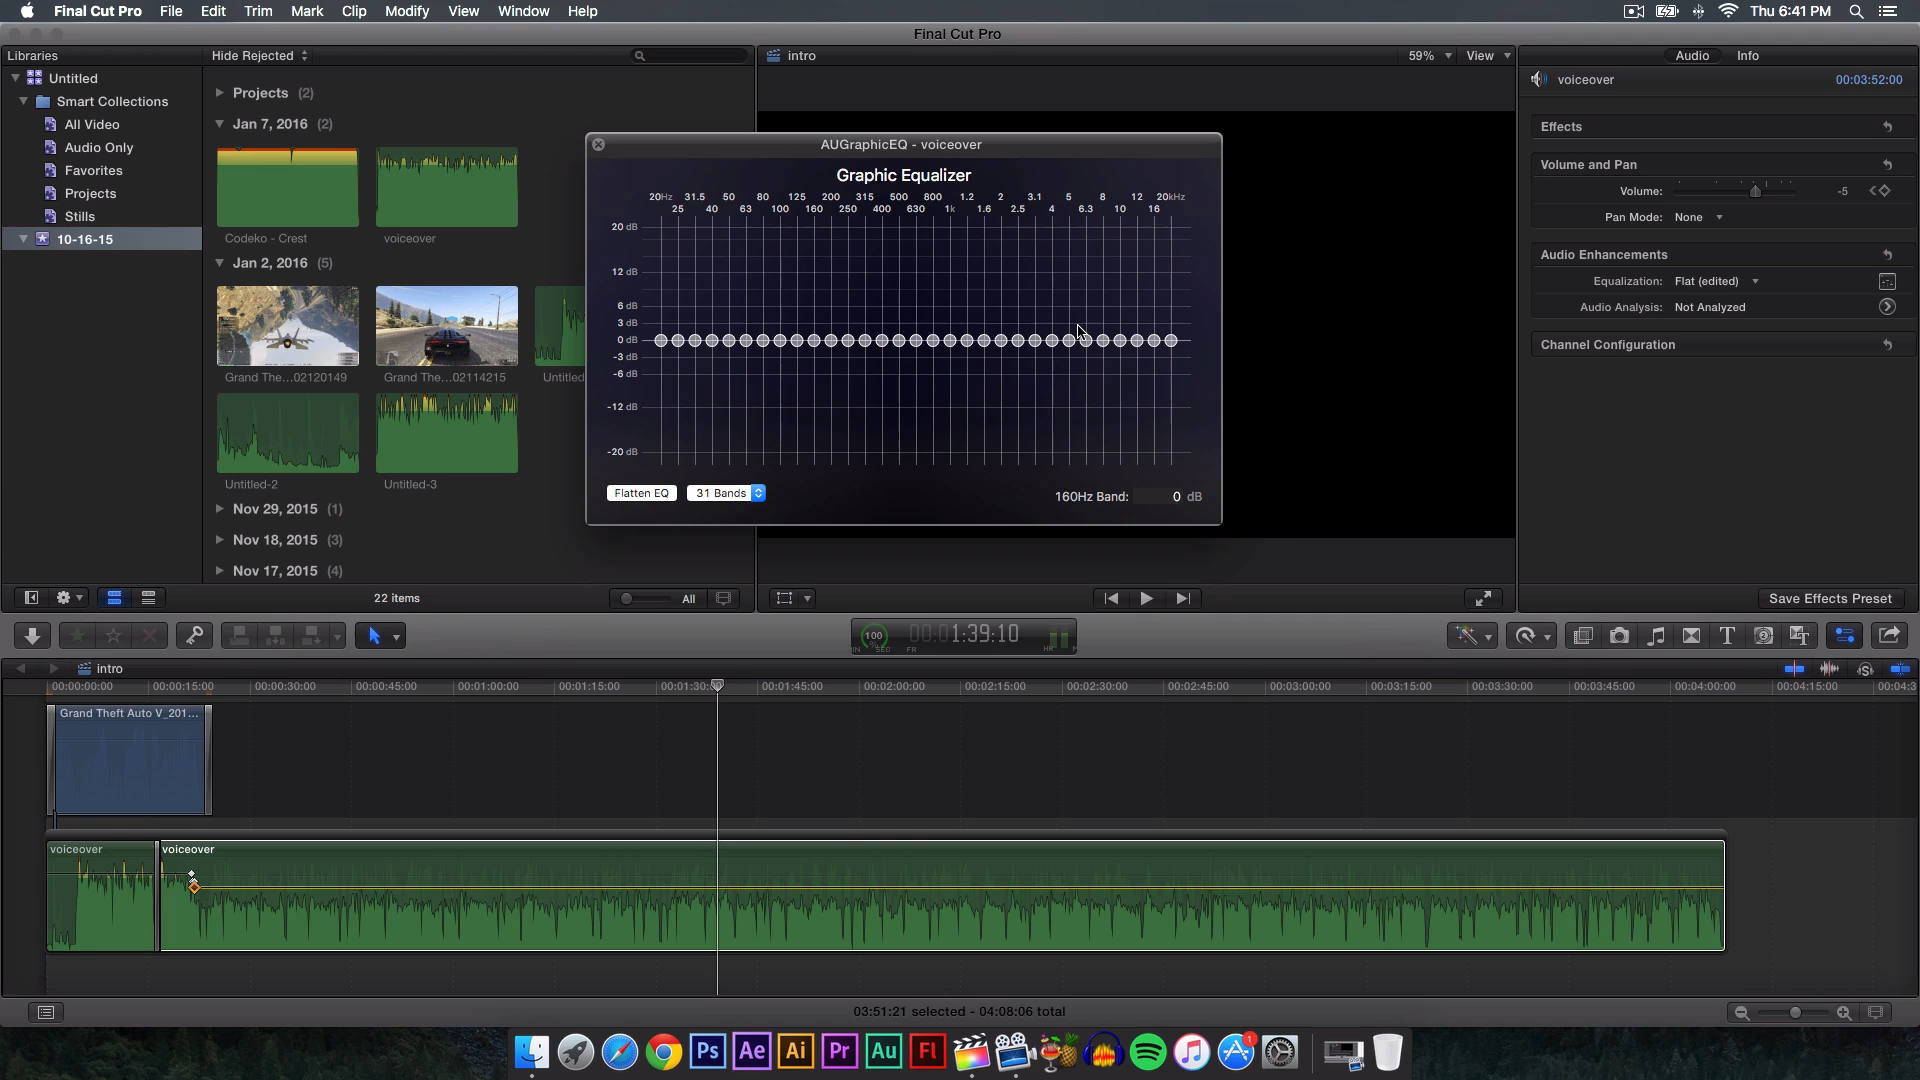 Final Cut Pro File Edit Trim Mark Clip Modify View Window Help
Thu 6:41 PM
Final Cut Pro
Libraries
Untitled
Smart Collections
All Video
Audio Only
Favorites
Projects
Stills
10-16-15
Hide Rejected
Projects (2)
Jan 7, 2016 (2)
Codeko - Crest
voiceover
Jan 2, 2016 (5)
Grand The...02120149
Grand The...02114215
Untitled
Untitled-2
Untitled-3
Nov 29, 2015 (1)
Nov 18, 2015 (3)
Nov 17, 2015 (4)
22 items
All
intro
59%
View
AUGraphicEQ - voiceover
Graphic Equalizer
20Hz 31.5 50 80 125 200 315 500 800 1.2 2 3.1 5 8 12 20kHz
25 40 63 100 160 250 400 630 1k 1.6 2.5 4 6.3 10 16
20 dB
12 dB
6 dB
3 dB
0 dB
-3 dB
-6 dB
-12 dB
-20 dB
Flatten EQ
31 Bands
160Hz Band: 0 dB
Audio Info
voiceover
00:03:52:00
Effects
Volume and Pan
Volume: -5
Pan Mode: None
Audio Enhancements
Equalization: Flat (edited)
Audio Analysis: Not Analyzed
Channel Configuration
Save Effects Preset
100
00:01:39:10
intro
00:00:00:00 00:00:15:00 00:00:30:00 00:00:45:00 00:01:00:00 00:01:15:00 00:01:30:00 00:01:45:00 00:02:00:00 00:02:15:00 00:02:30:00 00:02:45:00 00:03:00:00 00:03:15:00 00:03:30:00 00:03:45:00 00:04:00:00 00:04:15:00 00:04:3
Grand Theft Auto V_201...
voiceover
voiceover
03:51:21 selected - 04:08:06 total
Ps Ae Ai Pr Au Fl
1